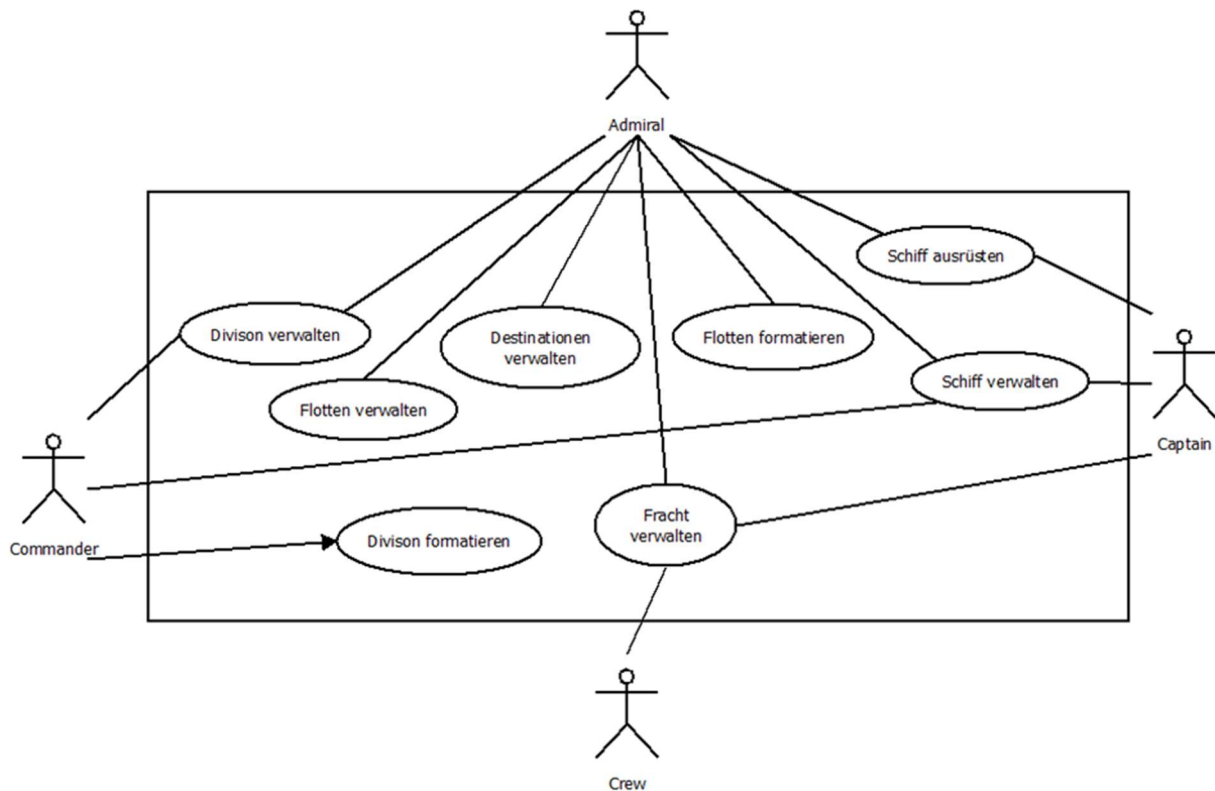 Admiral
Schiff ausrüsten
Divison verwalten
Destinationen
verwalten
Flotten formatieren
Schiff verwalten
Flotten verwalten
Captain
Fracht
verwalten
Divison formatieren
Commander
Crew